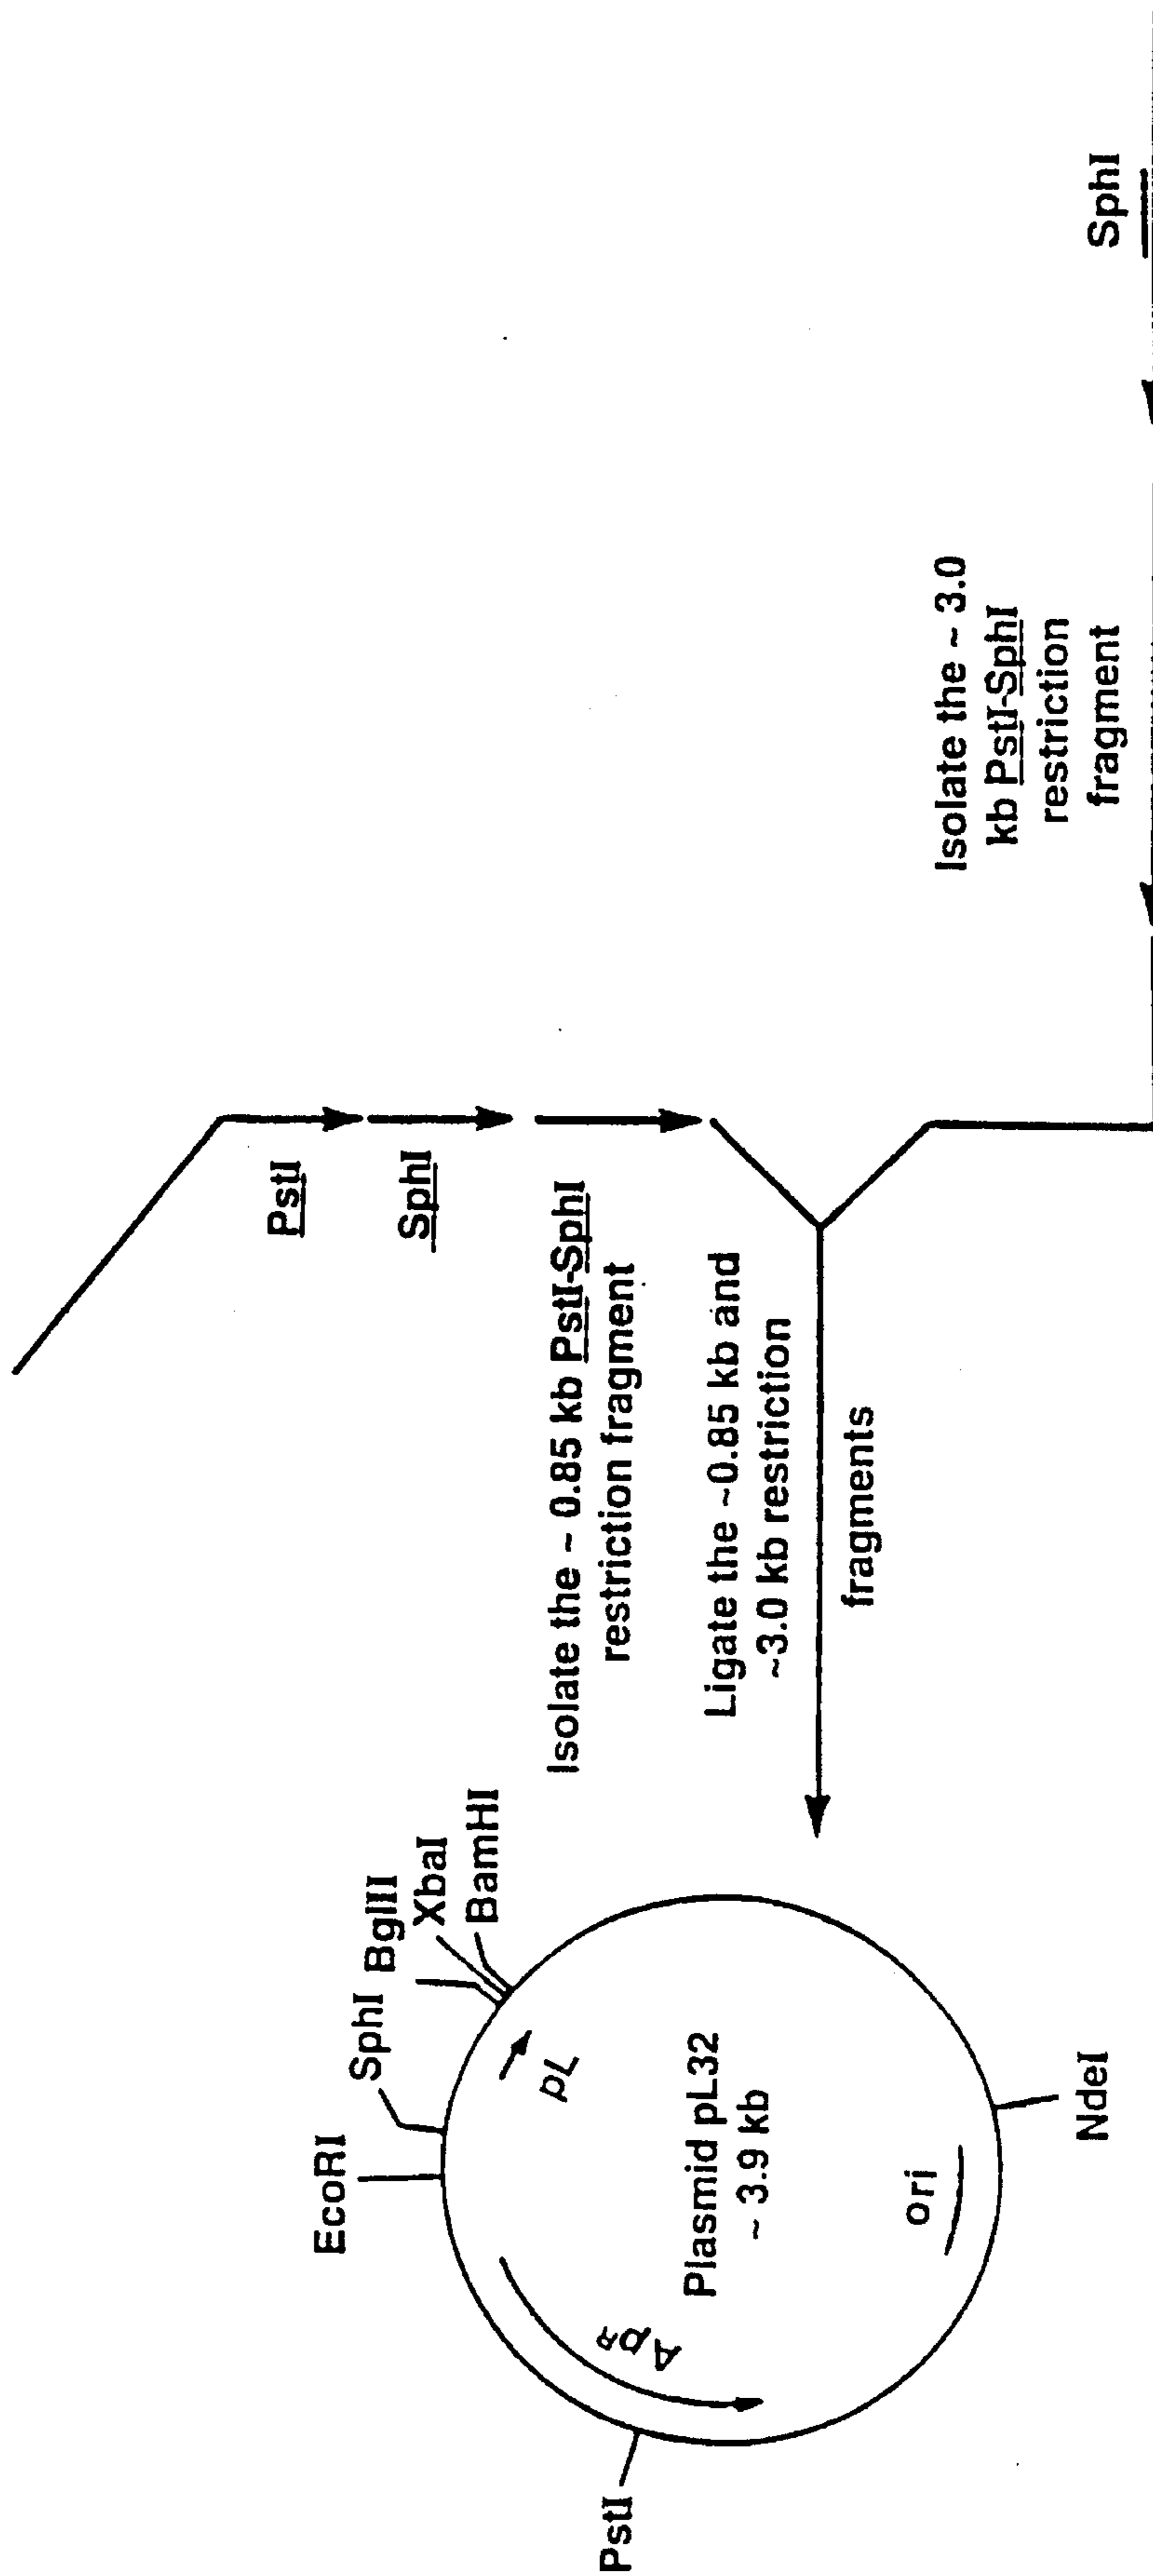 PstI
SphI
Isolate the ~ 0.85 kb PstI-SphI
restriction fragment
Ligate the ~0.85 kb and
~3.0 kb restriction
fragments
Isolate the ~ 3.0
kb PstI-SphI
restriction
fragment
SphI
EcoRI
SphI
BglII
XbaI
BamHI
pL
ApR
Plasmid pL32
~ 3.9 kb
ori
PstI
NdeI